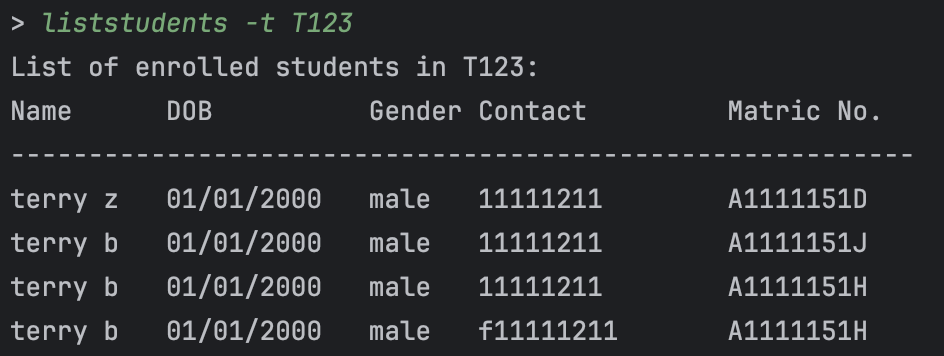 > liststudents -t T123
List of enrolled students in T123:
Name      DOB          Gender Contact         Matric No.
----------------------------------------------------------
terry z   01/01/2000   male   11111211        A1111151D
terry b   01/01/2000   male   11111211        A1111151J
terry b   01/01/2000   male   11111211        A1111151H
terry b   01/01/2000   male   f11111211       A1111151H